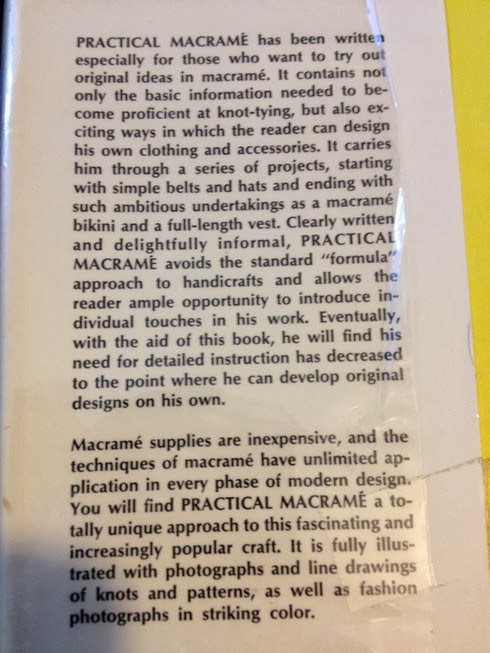 PRACTICAL MACRAMÉ has been written
especially for those who want to try out
original ideas in macramé. It contains not
only the basic information needed to be-
come proficient at knot-tying, but also ex-
citing ways in which the reader can design
his own clothing and accessories. It carries
him through a series of projects, starting
with simple belts and hats and ending with
such ambitious undertakings as a macramé
bikini and a full-length vest. Clearly written
and delightfully informal, PRACTICAL
MACRAMÉ avoids the standard “formula”
approach to handicrafts and allows the
reader ample opportunity to introduce in-
dividual touches in his work. Eventually,
with the aid of this book, he will find his
need for detailed instruction has decreased
to the point where he can develop original
designs on his own.
Macramé supplies are inexpensive, and the
techniques of macramé have unlimited ap-
plication in every phase of modern design.
You will find PRACTICAL MACRAMÉ a to-
tally unique approach to this fascinating and
increasingly popular craft. It is fully illus-
trated with photographs and line drawings
of knots and patterns, as well as fashion
photographs in striking color.